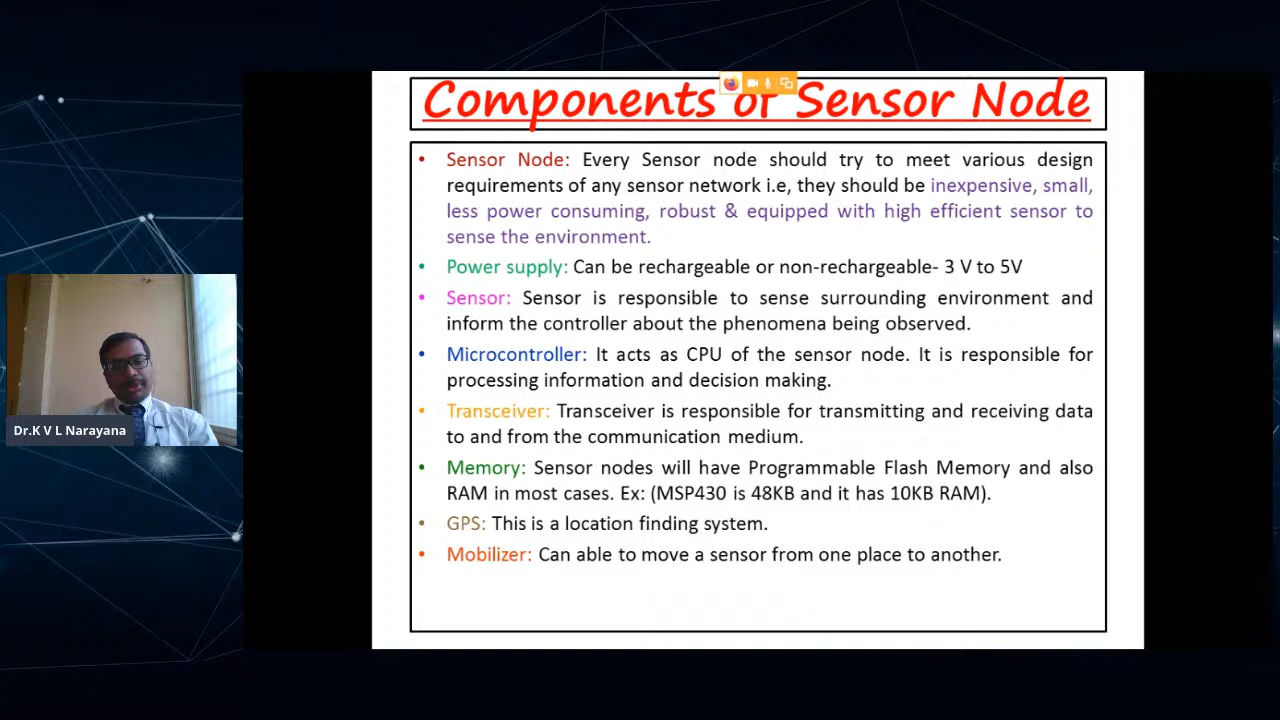 Components of Sensor Node
• Sensor Node: Every Sensor node should try to meet various design
requirements of any sensor network i.e, they should be inexpensive, small,
less power consuming, robust & equipped with high efficient sensor to
sense the environment.
• Power supply: Can be rechargeable or non-rechargeable- 3 V to 5V
• Sensor: Sensor is responsible to sense surrounding environment and
inform the controller about the phenomena being observed.
• Microcontroller: It acts as CPU of the sensor node. It is responsible for
processing information and decision making.
• Transceiver: Transceiver is responsible for transmitting and receiving data
to and from the communication medium.
• Memory: Sensor nodes will have Programmable Flash Memory and also
RAM in most cases. Ex: (MSP430 is 48KB and it has 10KB RAM).
• GPS: This is a location finding system.
• Mobilizer: Can able to move a sensor from one place to another.
Dr.K V L Narayana